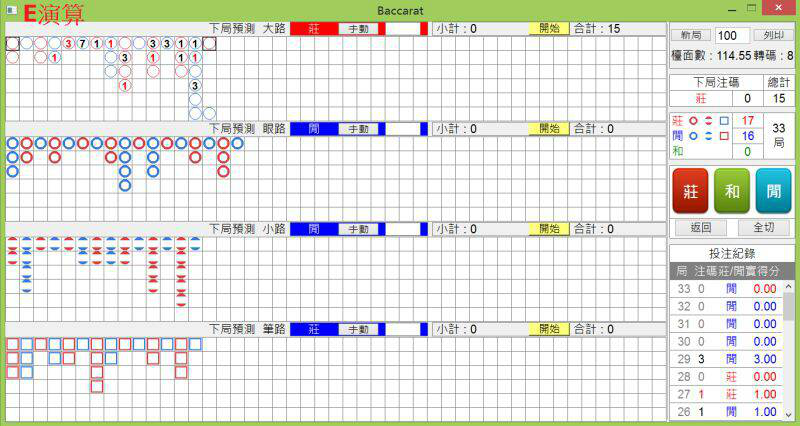 E演算
Baccarat
下局預測 大路 莊 手動 小計：0 開始 合計：15
3 7 1 1 3 3 1 1
1 3 1 1
1 3
下局預測 眼路 閒 手動 小計：0 開始 合計：0
下局預測 小路 閒 手動 小計：0 開始 合計：0
下局預測 筆路 莊 手動 小計：0 開始 合計：0
新局 100 列印
檯面數：114.55 轉碼：8
下局注碼 總計
莊 0 15
莊 17
閒 16
和 0
33
局
莊 和 閒
返回 全切
投注紀錄
局 注碼 莊/閒 實得分
33 0 閒 0.00
32 0 閒 0.00
31 0 閒 0.00
30 0 閒 0.00
29 3 閒 3.00
28 0 莊 0.00
27 1 莊 1.00
26 1 閒 1.00